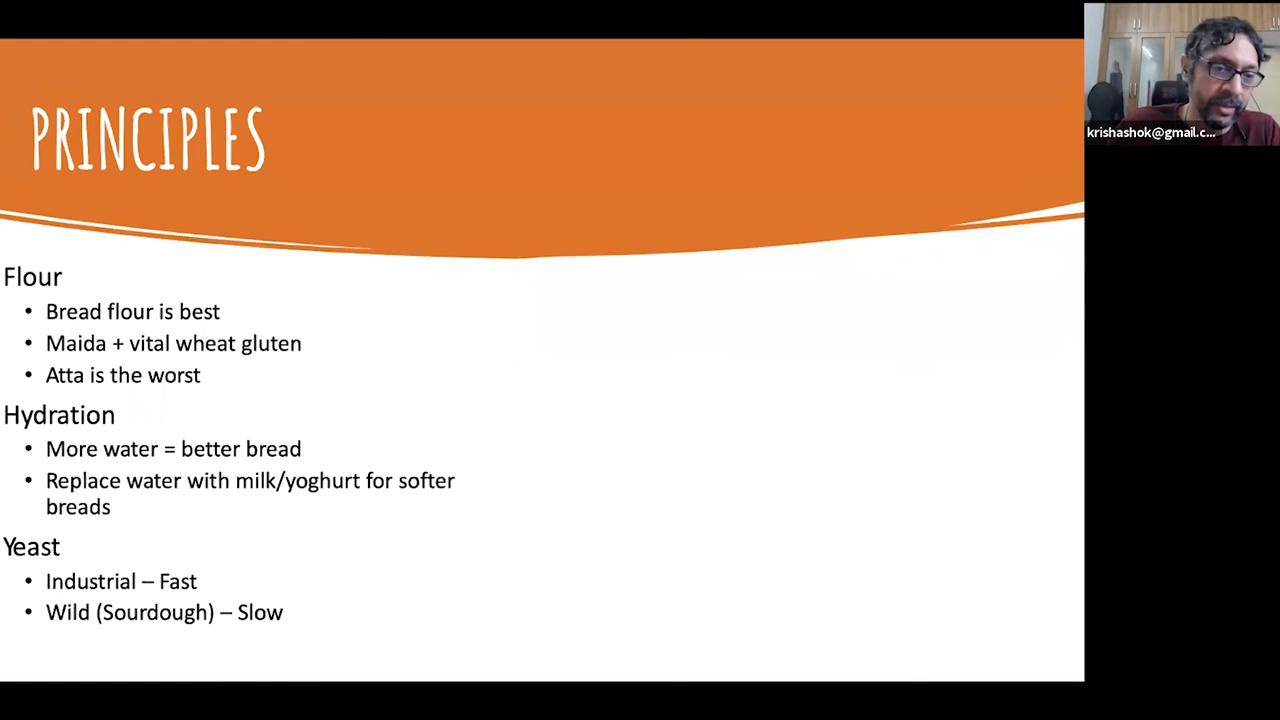 PRINCIPLES
krishashok@gmail.c...
Flour
• Bread flour is best
• Maida + vital wheat gluten
• Atta is the worst
Hydration
• More water = better bread
• Replace water with milk/yoghurt for softer
breads
Yeast
• Industrial – Fast
• Wild (Sourdough) – Slow